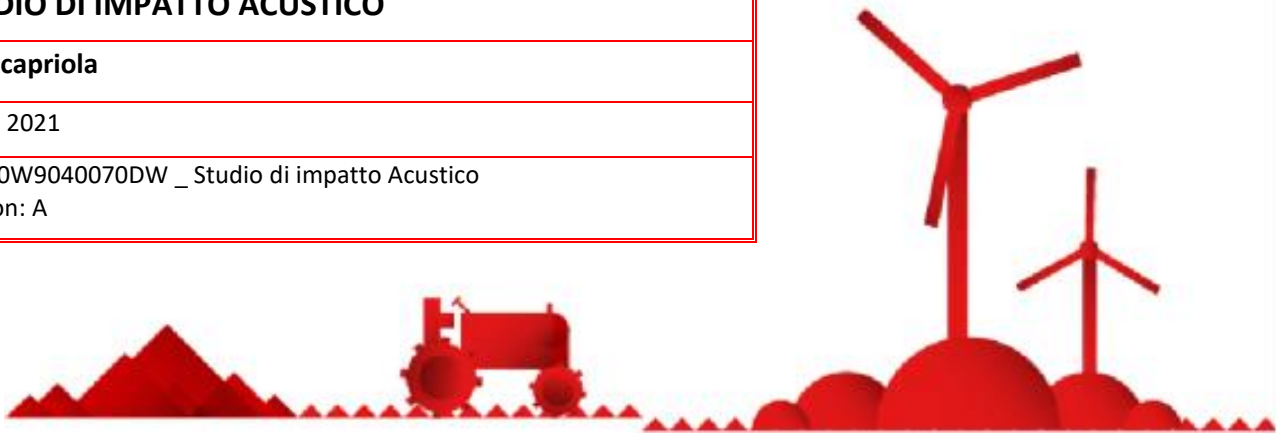 DIO DI IMPATTO ACUSTICO
capriola
2021
0W9040070DW _ Studio di impatto Acustico
on: A